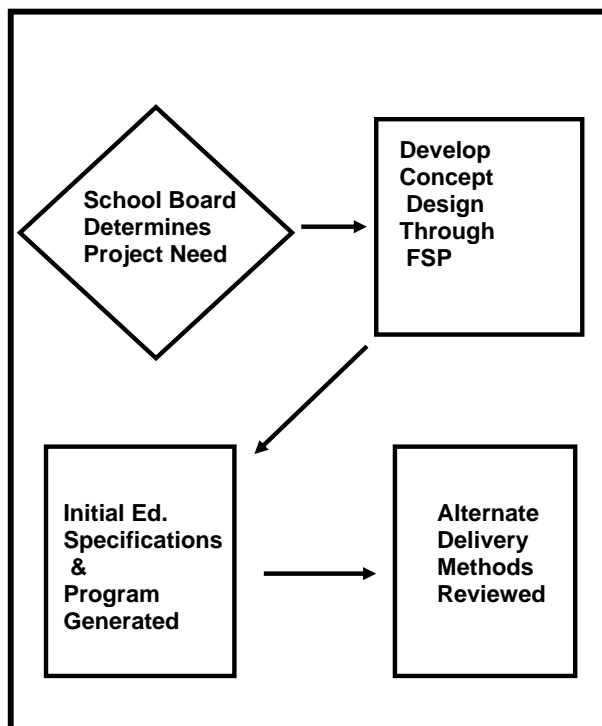 School Board
Determines
Project Need
Develop
Concept
Design
Through
FSP
Initial Ed.
Specifications
&
Program
Generated
Alternate
Delivery
Methods
Reviewed